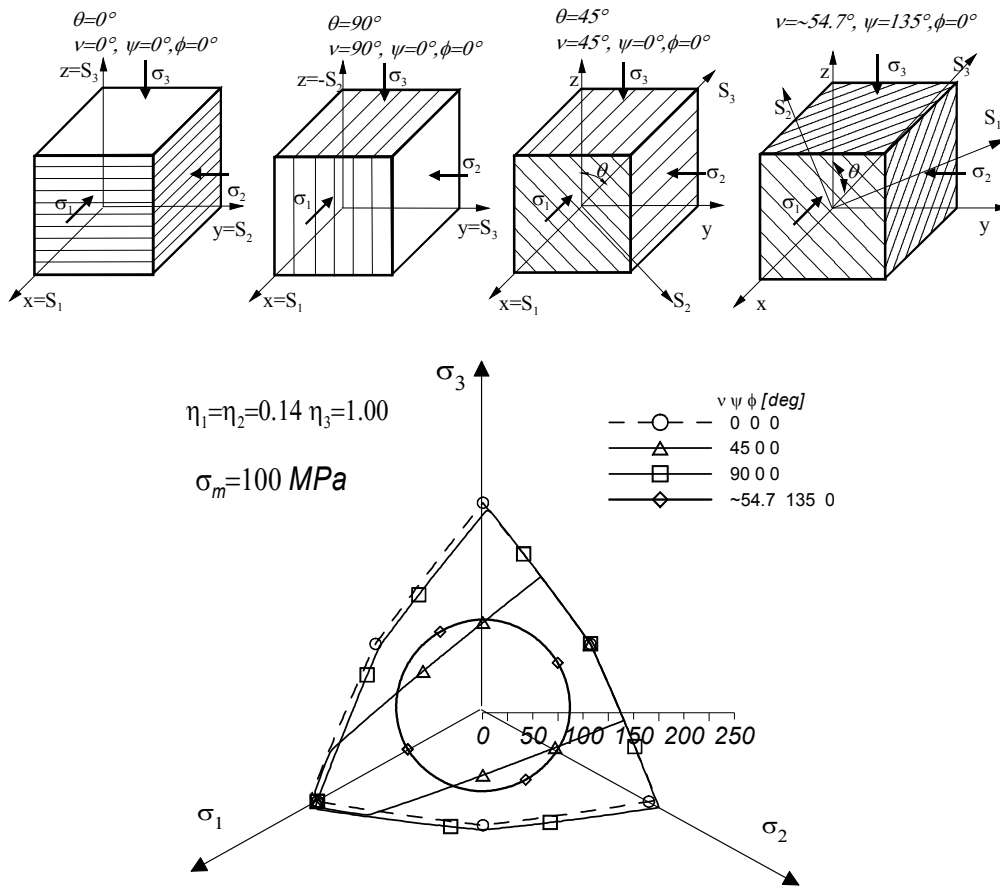 θ=0°
ν=0°, ψ=0°,ϕ=0°
z=S3
σ3
σ1
σ2
y=S2
x=S1
θ=90°
ν=90°, ψ=0°,ϕ=0°
z=-S2
σ3
σ2
σ1
y=S3
x=S1
θ=45°
ν=45°, ψ=0°,ϕ=0°
z
σ3
S3
θ
σ2
σ1
y
x=S1
S2
ν=~54.7°, ψ=135°,ϕ=0°
z
σ3
S3
S2
S1
θ
σ2
σ1
y
x
σ3
η1=η2=0.14 η3=1.00
σm=100 MPa
ν ψ ϕ [deg]
0 0 0
45 0 0
90 0 0
~54.7 135 0
0 50 100 150 200 250
σ1
σ2